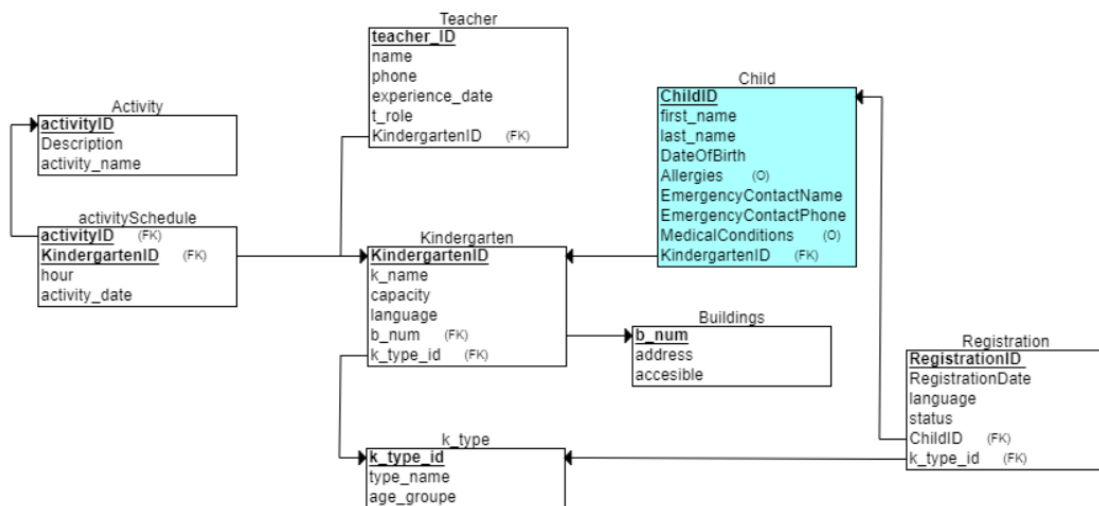 Teacher
teacher_ID
name
phone
experience_date
t_role
KindergartenID (FK)
Child
ChildID
first_name
last_name
DateOfBirth
Allergies (O)
EmergencyContactName
EmergencyContactPhone
MedicalConditions (O)
KindergartenID (FK)
Activity
activityID
Description
activity_name
activitySchedule
activityID (FK)
KindergartenID (FK)
hour
activity_date
Kindergarten
KindergartenID
k_name
capacity
language
b_num (FK)
k_type_id (FK)
Buildings
b_num
address
accesible
Registration
RegistrationID
RegistrationDate
language
status
ChildID (FK)
k_type_id (FK)
k_type
k_type_id
type_name
age_groupe